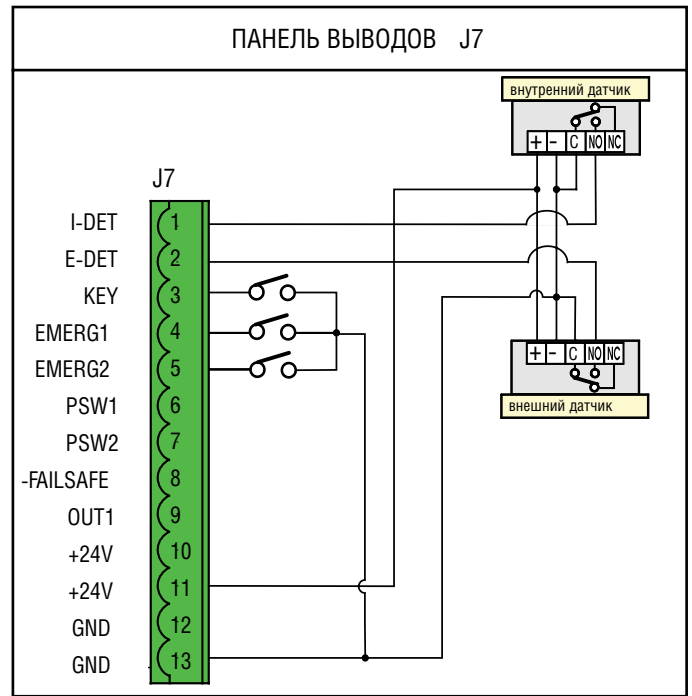 ПАНЕЛЬ ВЫВОДОВ J7
внутренний датчик
+ - C NO NC
J7
I-DET 1
E-DET 2
KEY 3
EMERG1 4
EMERG2 5
PSW1 6
PSW2 7
-FAILSAFE 8
OUT1 9
+24V 10
+24V 11
GND 12
GND 13
+ - C NO NC
внешний датчик